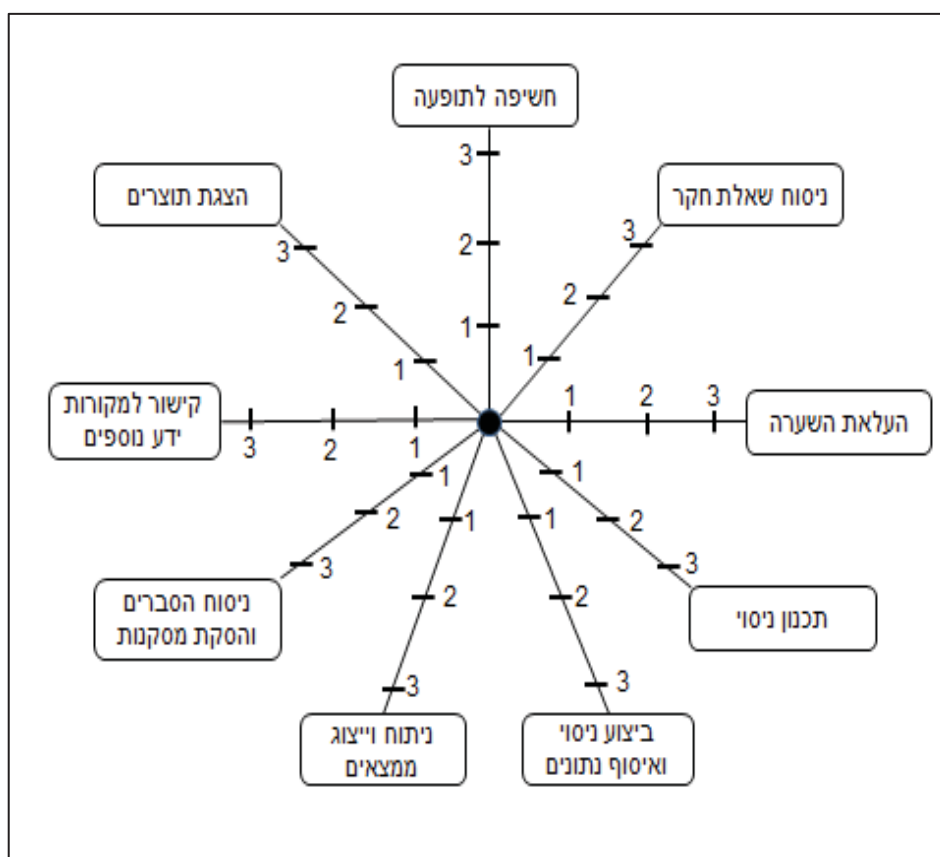 חשיפה לתופעה
3
2
1
ניסוח שאלת חקר
3
2
1
העלאת השערה
1
2
3
תכנון ניסוי
1
2
3
ביצוע ניסוי
ואיסוף נתונים
1
2
3
ניתוח וייצוג
ממצאים
1
2
3
ניסוח הסברים
והסקת מסקנות
1
2
3
קישור למקורות
ידע נוספים
1
2
3
הצגת תוצרים
3
2
1